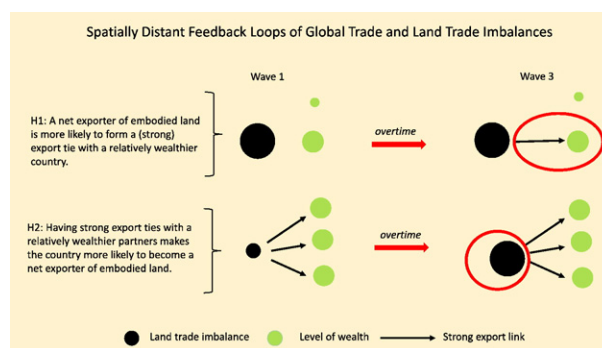 Spatially Distant Feedback Loops of Global Trade and Land Trade Imbalances
Wave 1
Wave 3
H1: A net exporter of embodied land
is more likely to form a (strong)
export tie with a relatively wealthier
country.
overtime
H2: Having strong export ties with a
relatively wealthier partners makes
the country more likely to become a
net exporter of embodied land.
overtime
Land trade imbalance
Level of wealth
Strong export link